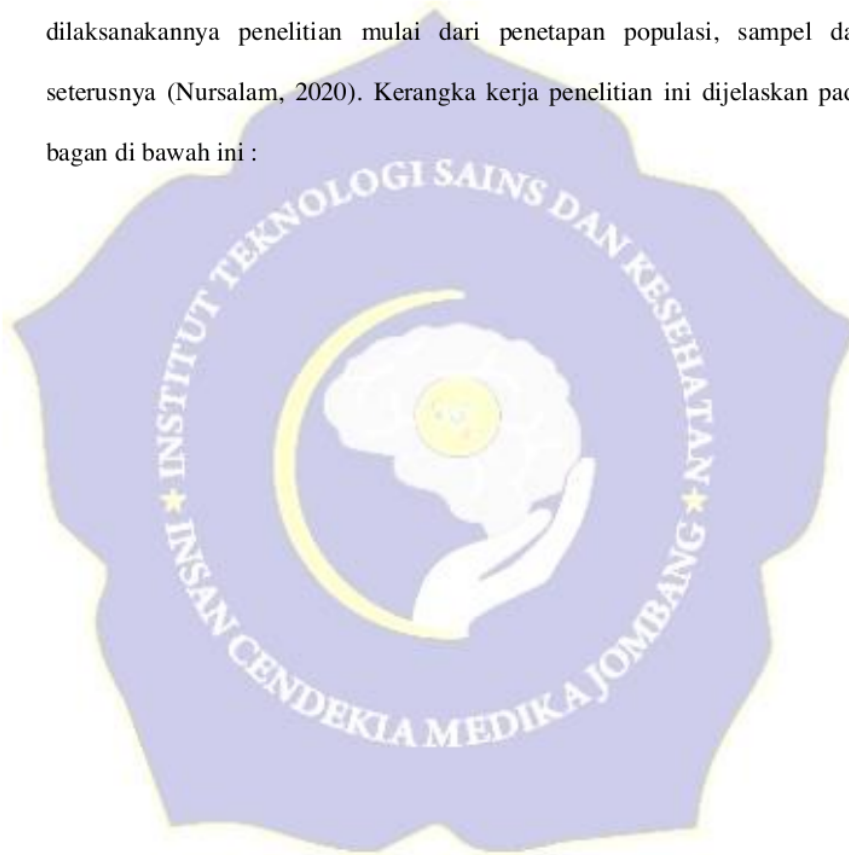 dilaksanakannya penelitian mulai dari penetapan populasi, sampel da
seterusnya (Nursalam, 2020). Kerangka kerja penelitian ini dijelaskan pad
bagan di bawah ini :
INSTITUT TEKNOLOGI SAINS DAN KESEHATAN
INSAN CENDEKIA MEDIKA JOMBANG